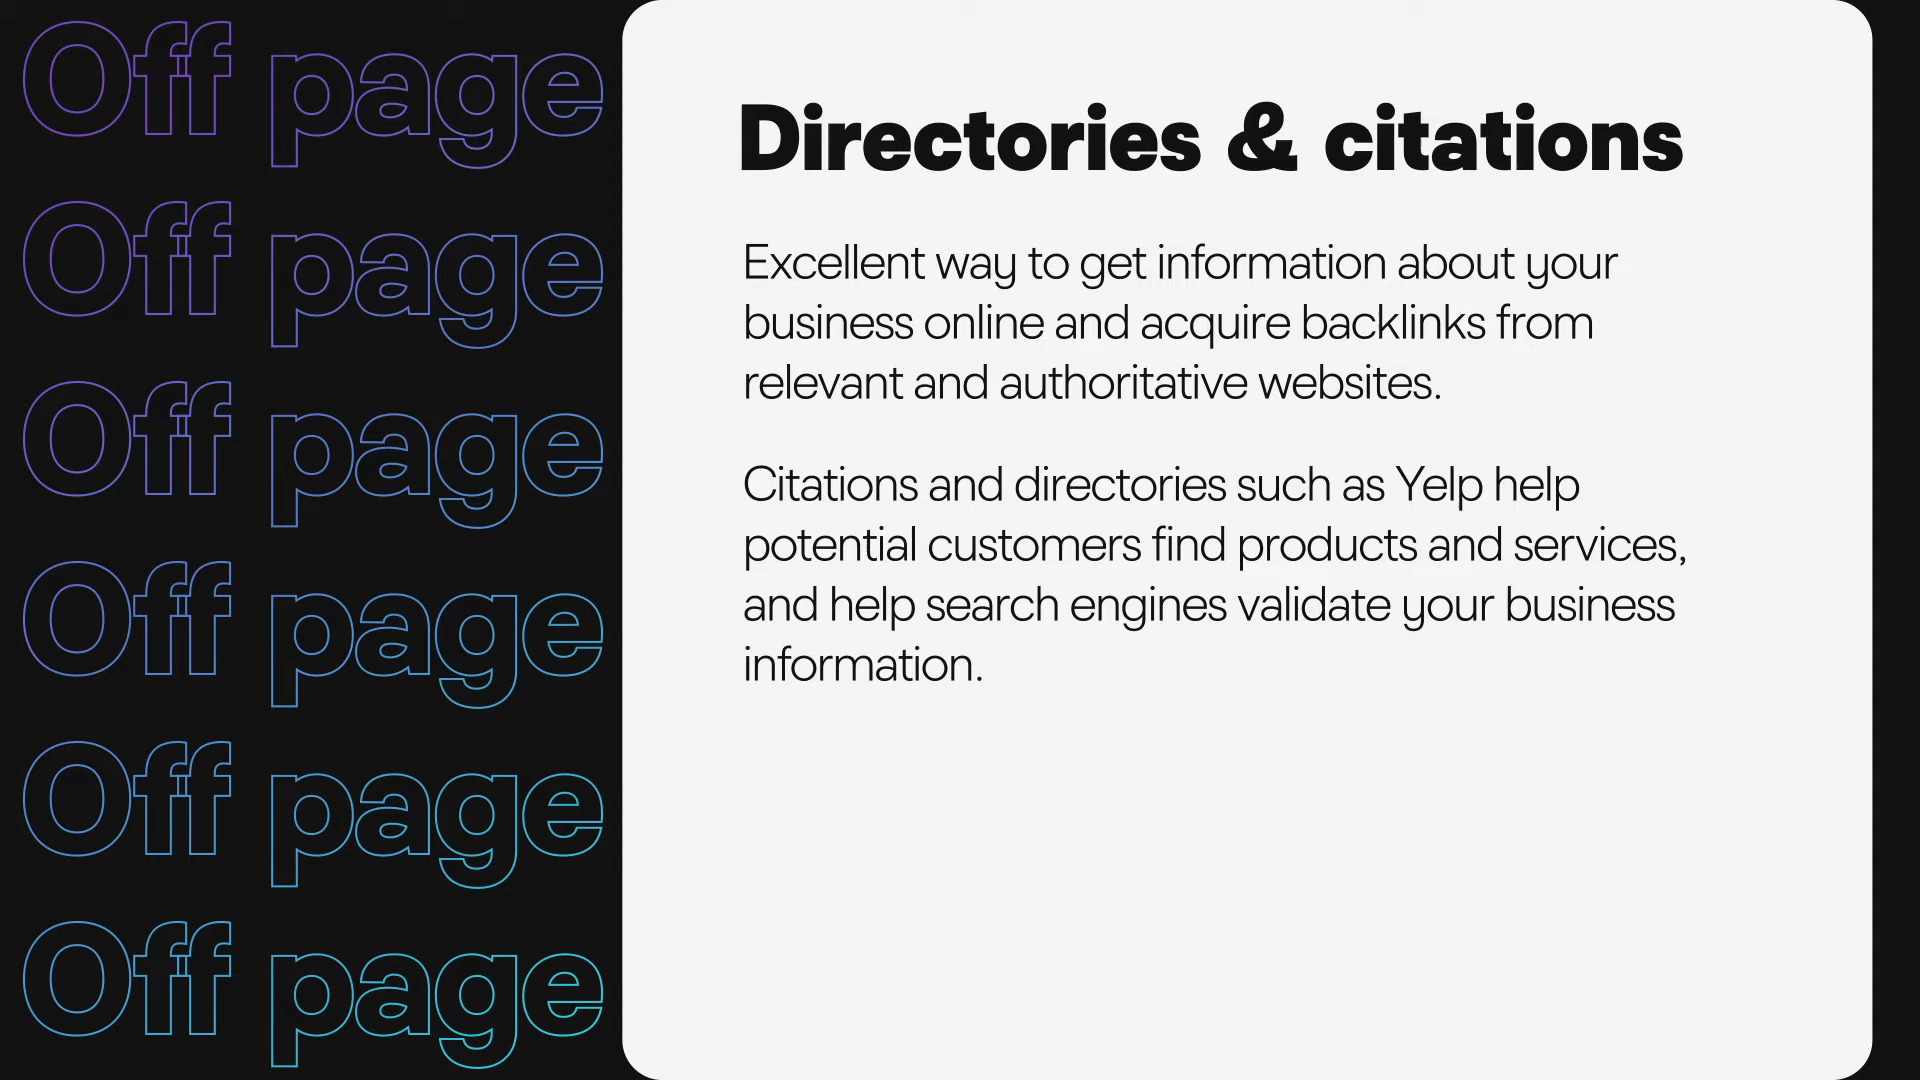 Off page
Off page
Off page
Off page
Off page
Off page
Directories & citations
Excellent way to get information about your
business online and acquire backlinks from
relevant and authoritative websites.
Citations and directories such as Yelp help
potential customers find products and services,
and help search engines validate your business
information.